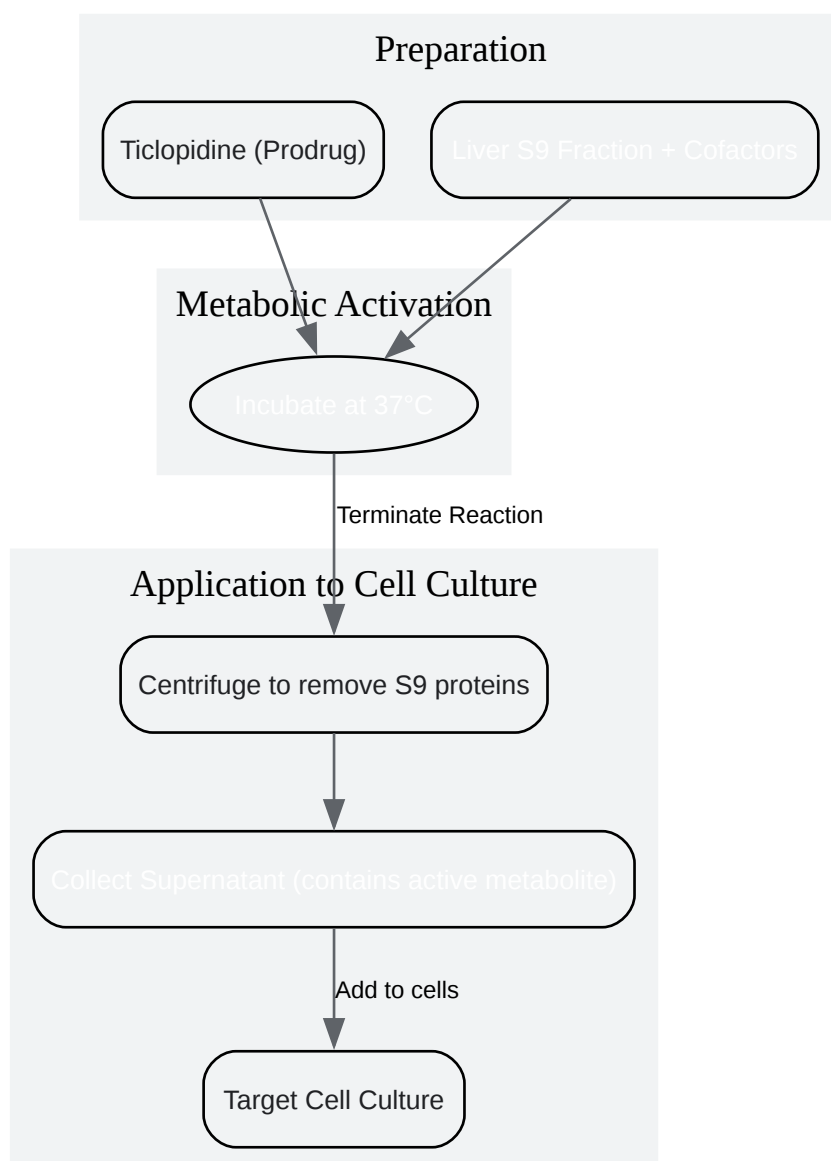 Preparation
Ticlopidine (Prodrug)
Liver S9 Fraction + Cofactors
Metabolic Activation
Incubate at 37°C
Terminate Reaction
Application to Cell Culture
Centrifuge to remove S9 proteins
Collect Supernatant (contains active metabolite)
Add to cells
Target Cell Culture